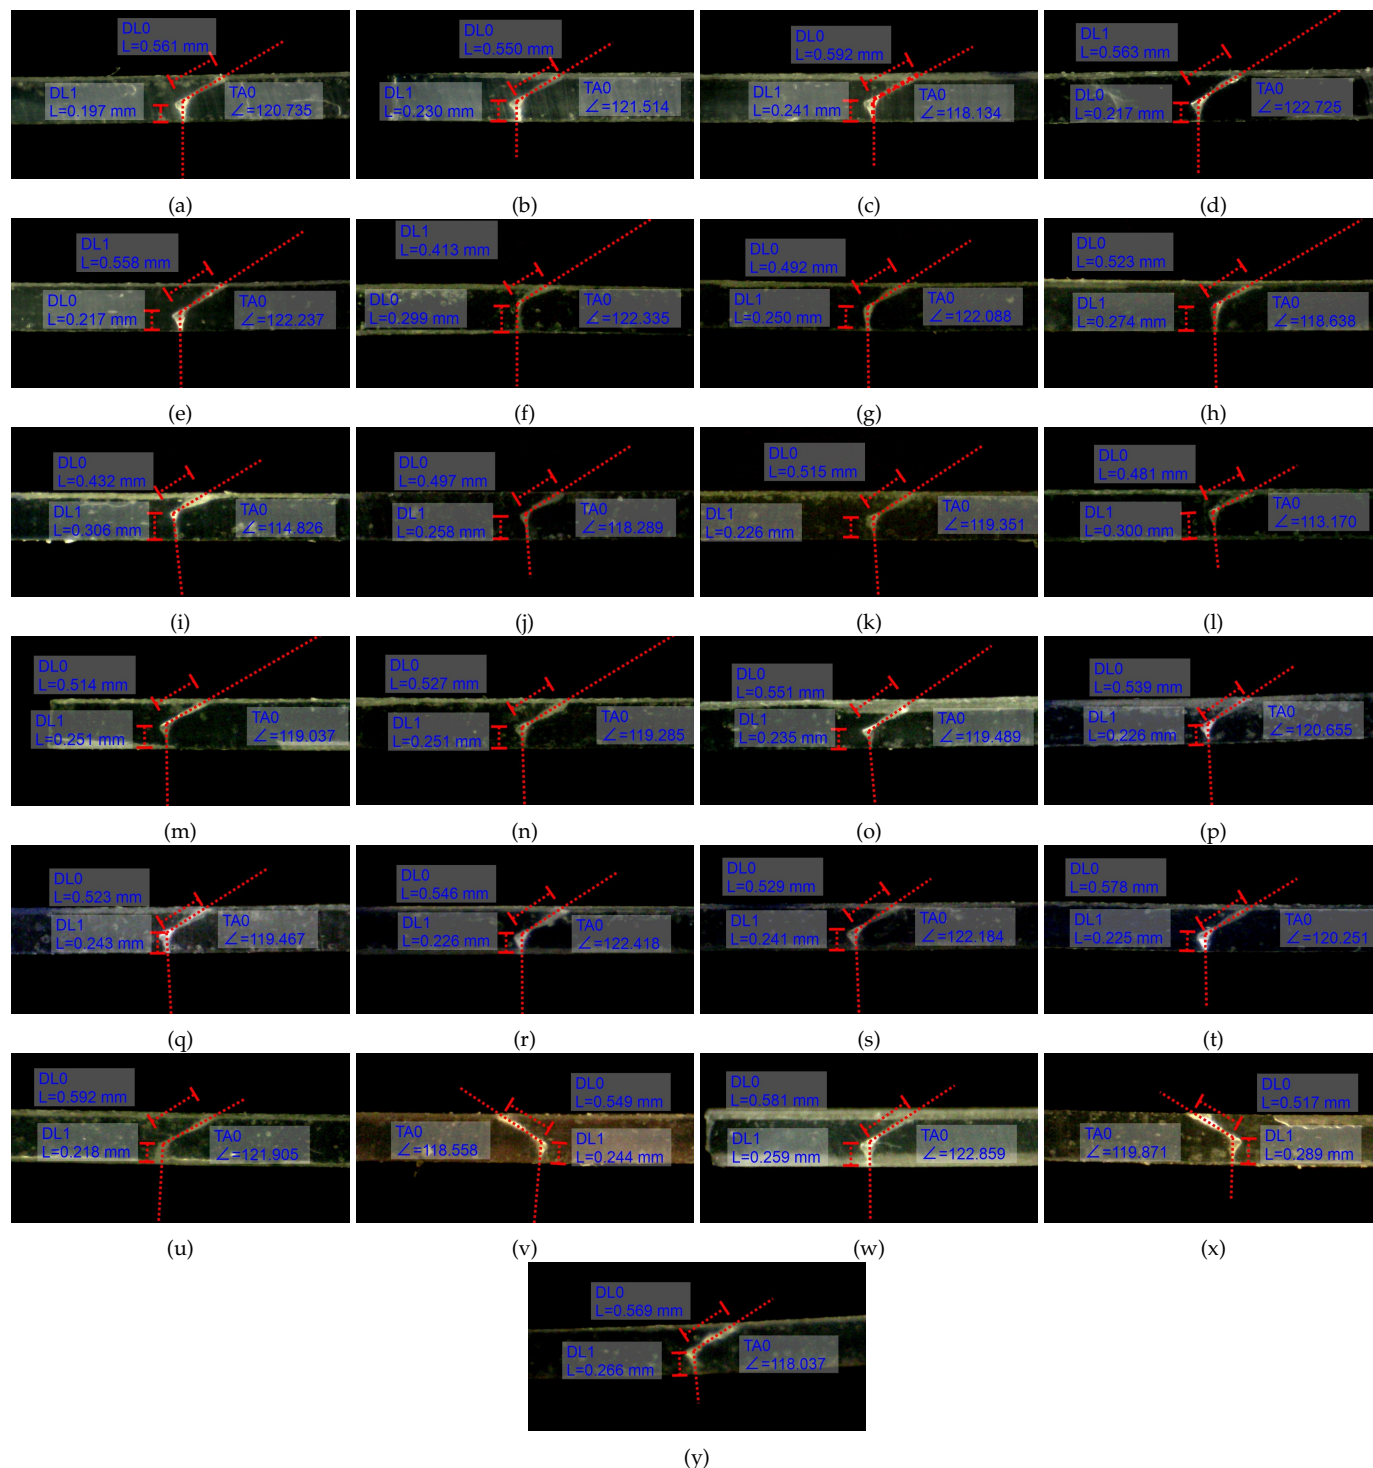 DL0
L=0.561 mm
DL1
L=0.197 mm
TA0
∠=120.735
(a)
DL0
L=0.550 mm
DL1
L=0.230 mm
TA0
∠=121.514
(b)
DL0
L=0.592 mm
DL1
L=0.241 mm
TA0
∠=118.134
(c)
DL1
L=0.563 mm
DL0
L=0.217 mm
TA0
∠=122.725
(d)
DL1
L=0.558 mm
DL0
L=0.217 mm
TA0
∠=122.237
(e)
DL1
L=0.413 mm
DL0
L=0.299 mm
TA0
∠=122.335
(f)
DL0
L=0.492 mm
DL1
L=0.250 mm
TA0
∠=122.088
(g)
DL0
L=0.523 mm
DL1
L=0.274 mm
TA0
∠=118.638
(h)
DL0
L=0.432 mm
DL1
L=0.306 mm
TA0
∠=114.826
(i)
DL0
L=0.497 mm
DL1
L=0.258 mm
TA0
∠=118.289
(j)
DL0
L=0.515 mm
DL1
L=0.226 mm
TA0
∠=119.351
(k)
DL0
L=0.481 mm
DL1
L=0.300 mm
TA0
∠=113.170
(l)
DL0
L=0.514 mm
DL1
L=0.251 mm
TA0
∠=119.037
(m)
DL0
L=0.527 mm
DL1
L=0.251 mm
TA0
∠=119.285
(n)
DL0
L=0.551 mm
DL1
L=0.235 mm
TA0
∠=119.489
(o)
DL0
L=0.539 mm
DL1
L=0.226 mm
TA0
∠=120.655
(p)
DL0
L=0.523 mm
DL1
L=0.243 mm
TA0
∠=119.467
(q)
DL0
L=0.546 mm
DL1
L=0.226 mm
TA0
∠=122.418
(r)
DL0
L=0.529 mm
DL1
L=0.241 mm
TA0
∠=122.184
(s)
DL0
L=0.578 mm
DL1
L=0.225 mm
TA0
∠=120.251
(t)
DL0
L=0.592 mm
DL1
L=0.218 mm
TA0
∠=121.905
(u)
DL0
L=0.549 mm
TA0
∠=118.558
DL1
L=0.244 mm
(v)
DL0
L=0.581 mm
DL1
L=0.259 mm
TA0
∠=122.859
(w)
DL0
L=0.517 mm
TA0
∠=119.871
DL1
L=0.289 mm
(x)
DL0
L=0.569 mm
DL1
L=0.266 mm
TA0
∠=118.037
(y)